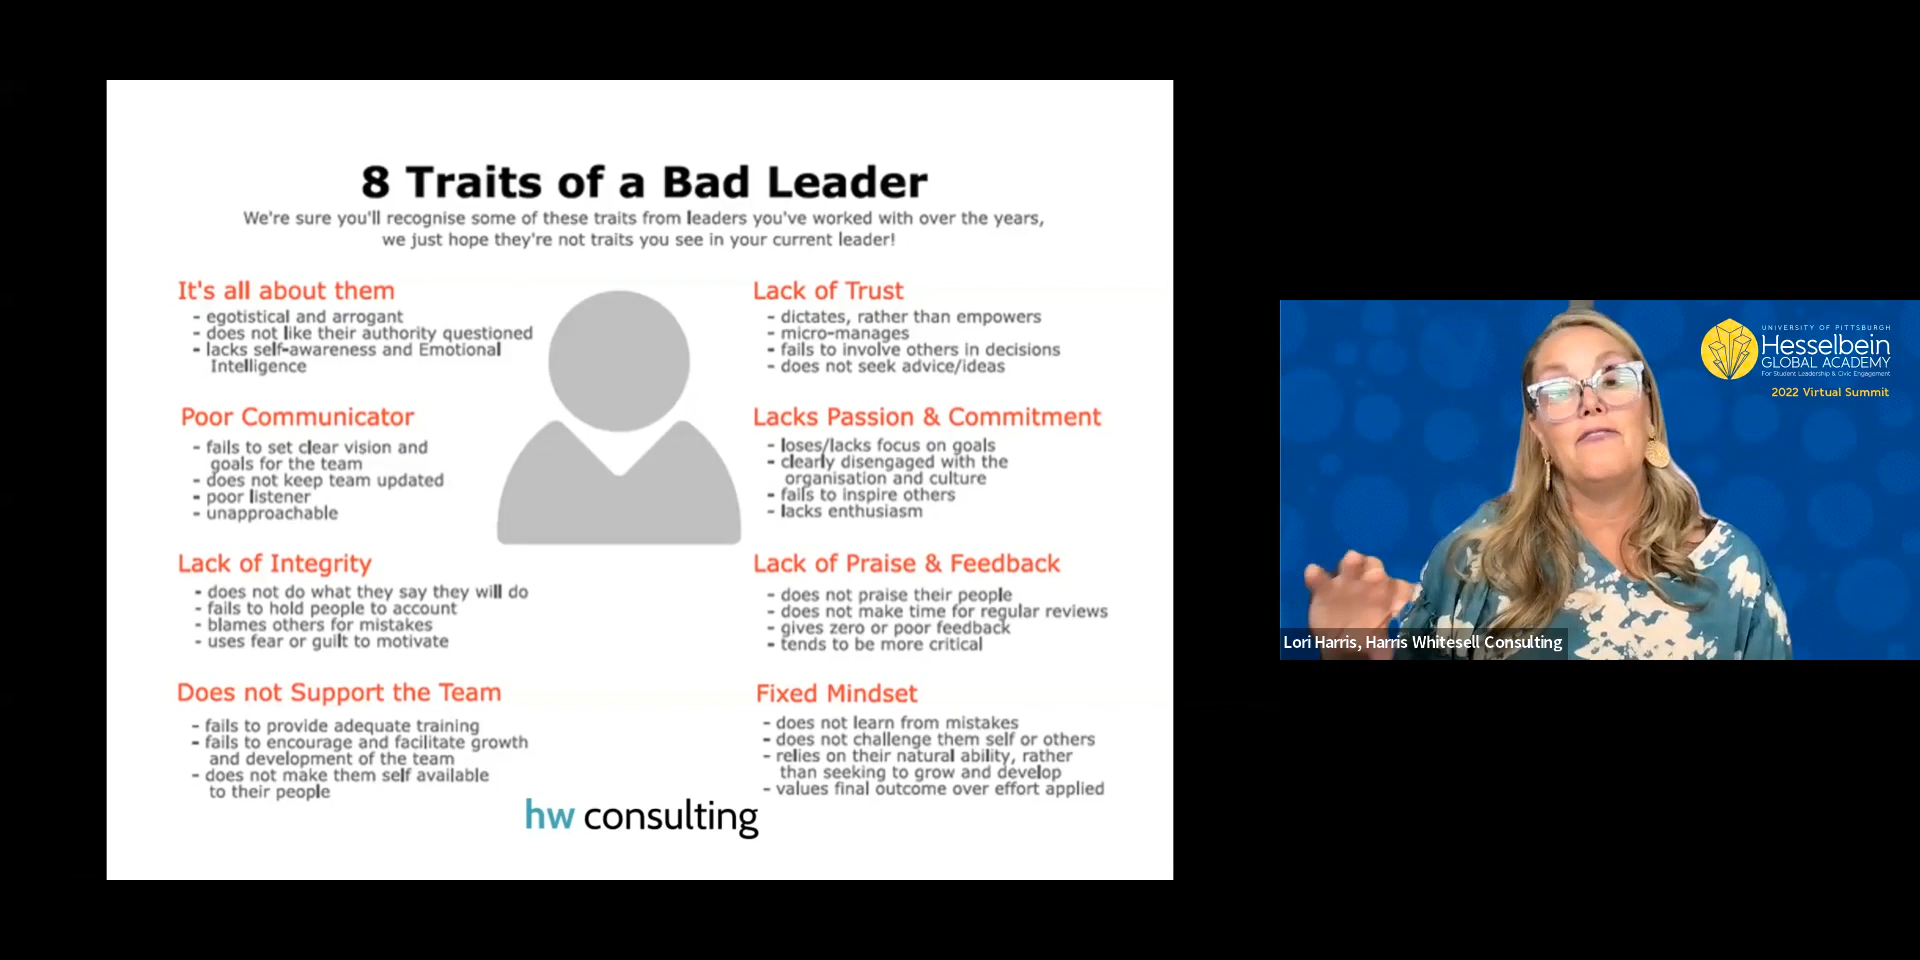 8 Traits of a Bad Leader
We're sure you'll recognise some of these traits from leaders you've worked with over the years,
we just hope they're not traits you see in your current leader!
It's all about them
- egotistical and arrogant
- does not like their authority questioned
- lacks self-awareness and Emotional
Intelligence
Poor Communicator
- fails to set clear vision and
goals for the team
- does not keep team updated
- poor listener
- unapproachable
Lack of Integrity
- does not do what they say they will do
- fails to hold people to account
- blames others for mistakes
- uses fear or guilt to motivate
Does not Support the Team
- fails to provide adequate training
- fails to encourage and facilitate growth
and development of the team
- does not make them self available
to their people
Lack of Trust
- dictates, rather than empowers
- micro-manages
- fails to involve others in decisions
- does not seek advice/ideas
Lacks Passion & Commitment
- loses/lacks focus on goals
- clearly disengaged with the
organisation and culture
- fails to inspire others
- lacks enthusiasm
Lack of Praise & Feedback
- does not praise their people
- does not make time for regular reviews
- gives zero or poor feedback
- tends to be more critical
Fixed Mindset
- does not learn from mistakes
- does not challenge them self or others
- relies on their natural ability, rather
than seeking to grow and develop
- values final outcome over effort applied
hw consulting
UNIVERSITY OF PITTSBURGH
Hesselbein
GLOBAL ACADEMY
For Student Leadership & Civic Engagement
2022 Virtual Summit
Lori Harris, Harris Whitesell Consulting